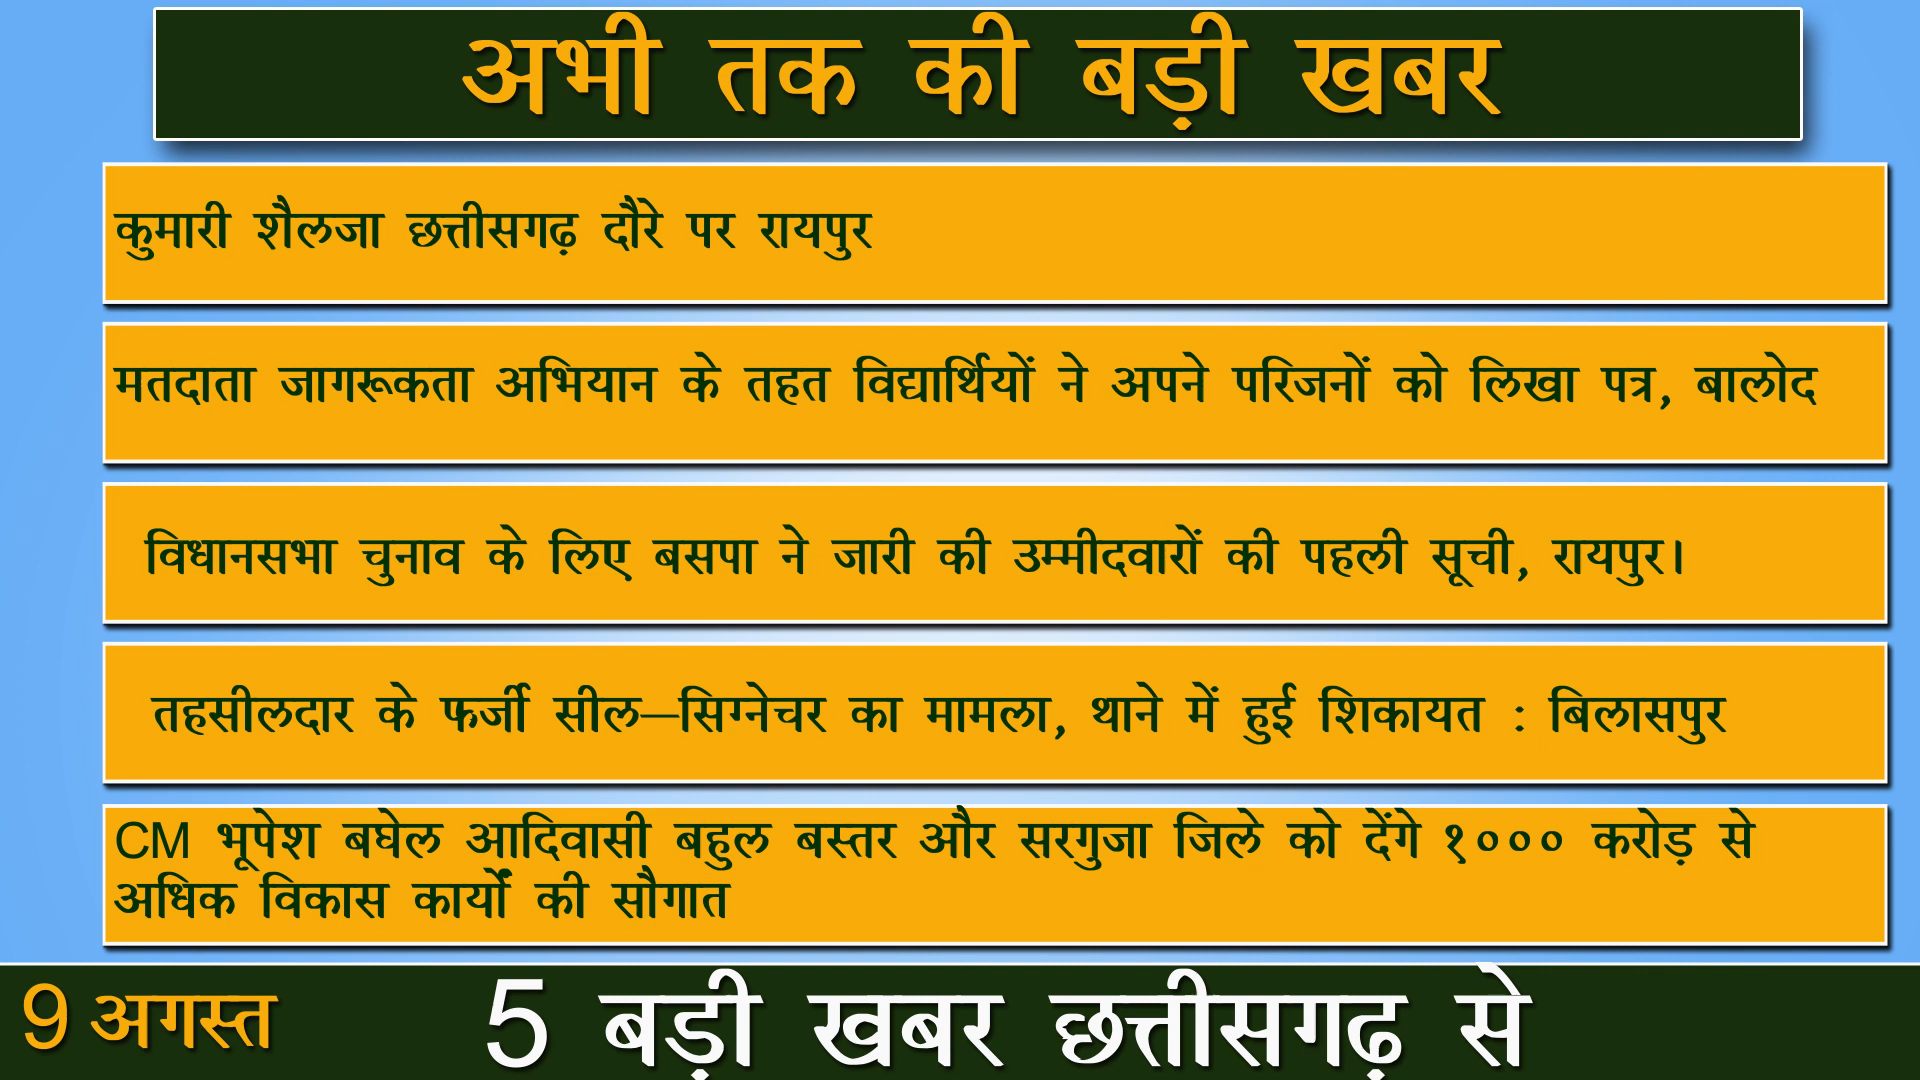 अभी तक की बड़ी खबर
कुमारी शैलजा छत्तीसगढ़ दौरे पर रायपुर
मतदाता जागरूकता अभियान के तहत विद्यार्थियों ने अपने परिजनों को लिखा पत्र, बालोद
विधानसभा चुनाव के लिए बसपा ने जारी की उम्मीदवारों की पहली सूची, रायपुर।
तहसीलदार के फर्जी सील–सिग्नेचर का मामला, थाने में हुई शिकायत : बिलासपुर
CM भूपेश बघेल आदिवासी बहुल बस्तर और सरगुजा जिले को देंगे १००० करोड़ से
अधिक विकास कार्यों की सौगात
9 अगस्त
5 बड़ी खबर छत्तीसगढ़ से